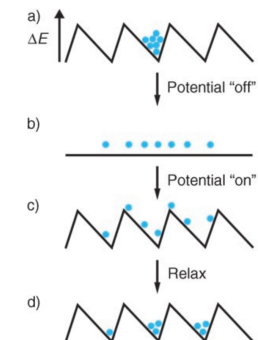 a)
ΔE
Potential “off”
b)
Potential “on”
c)
Relax
d)